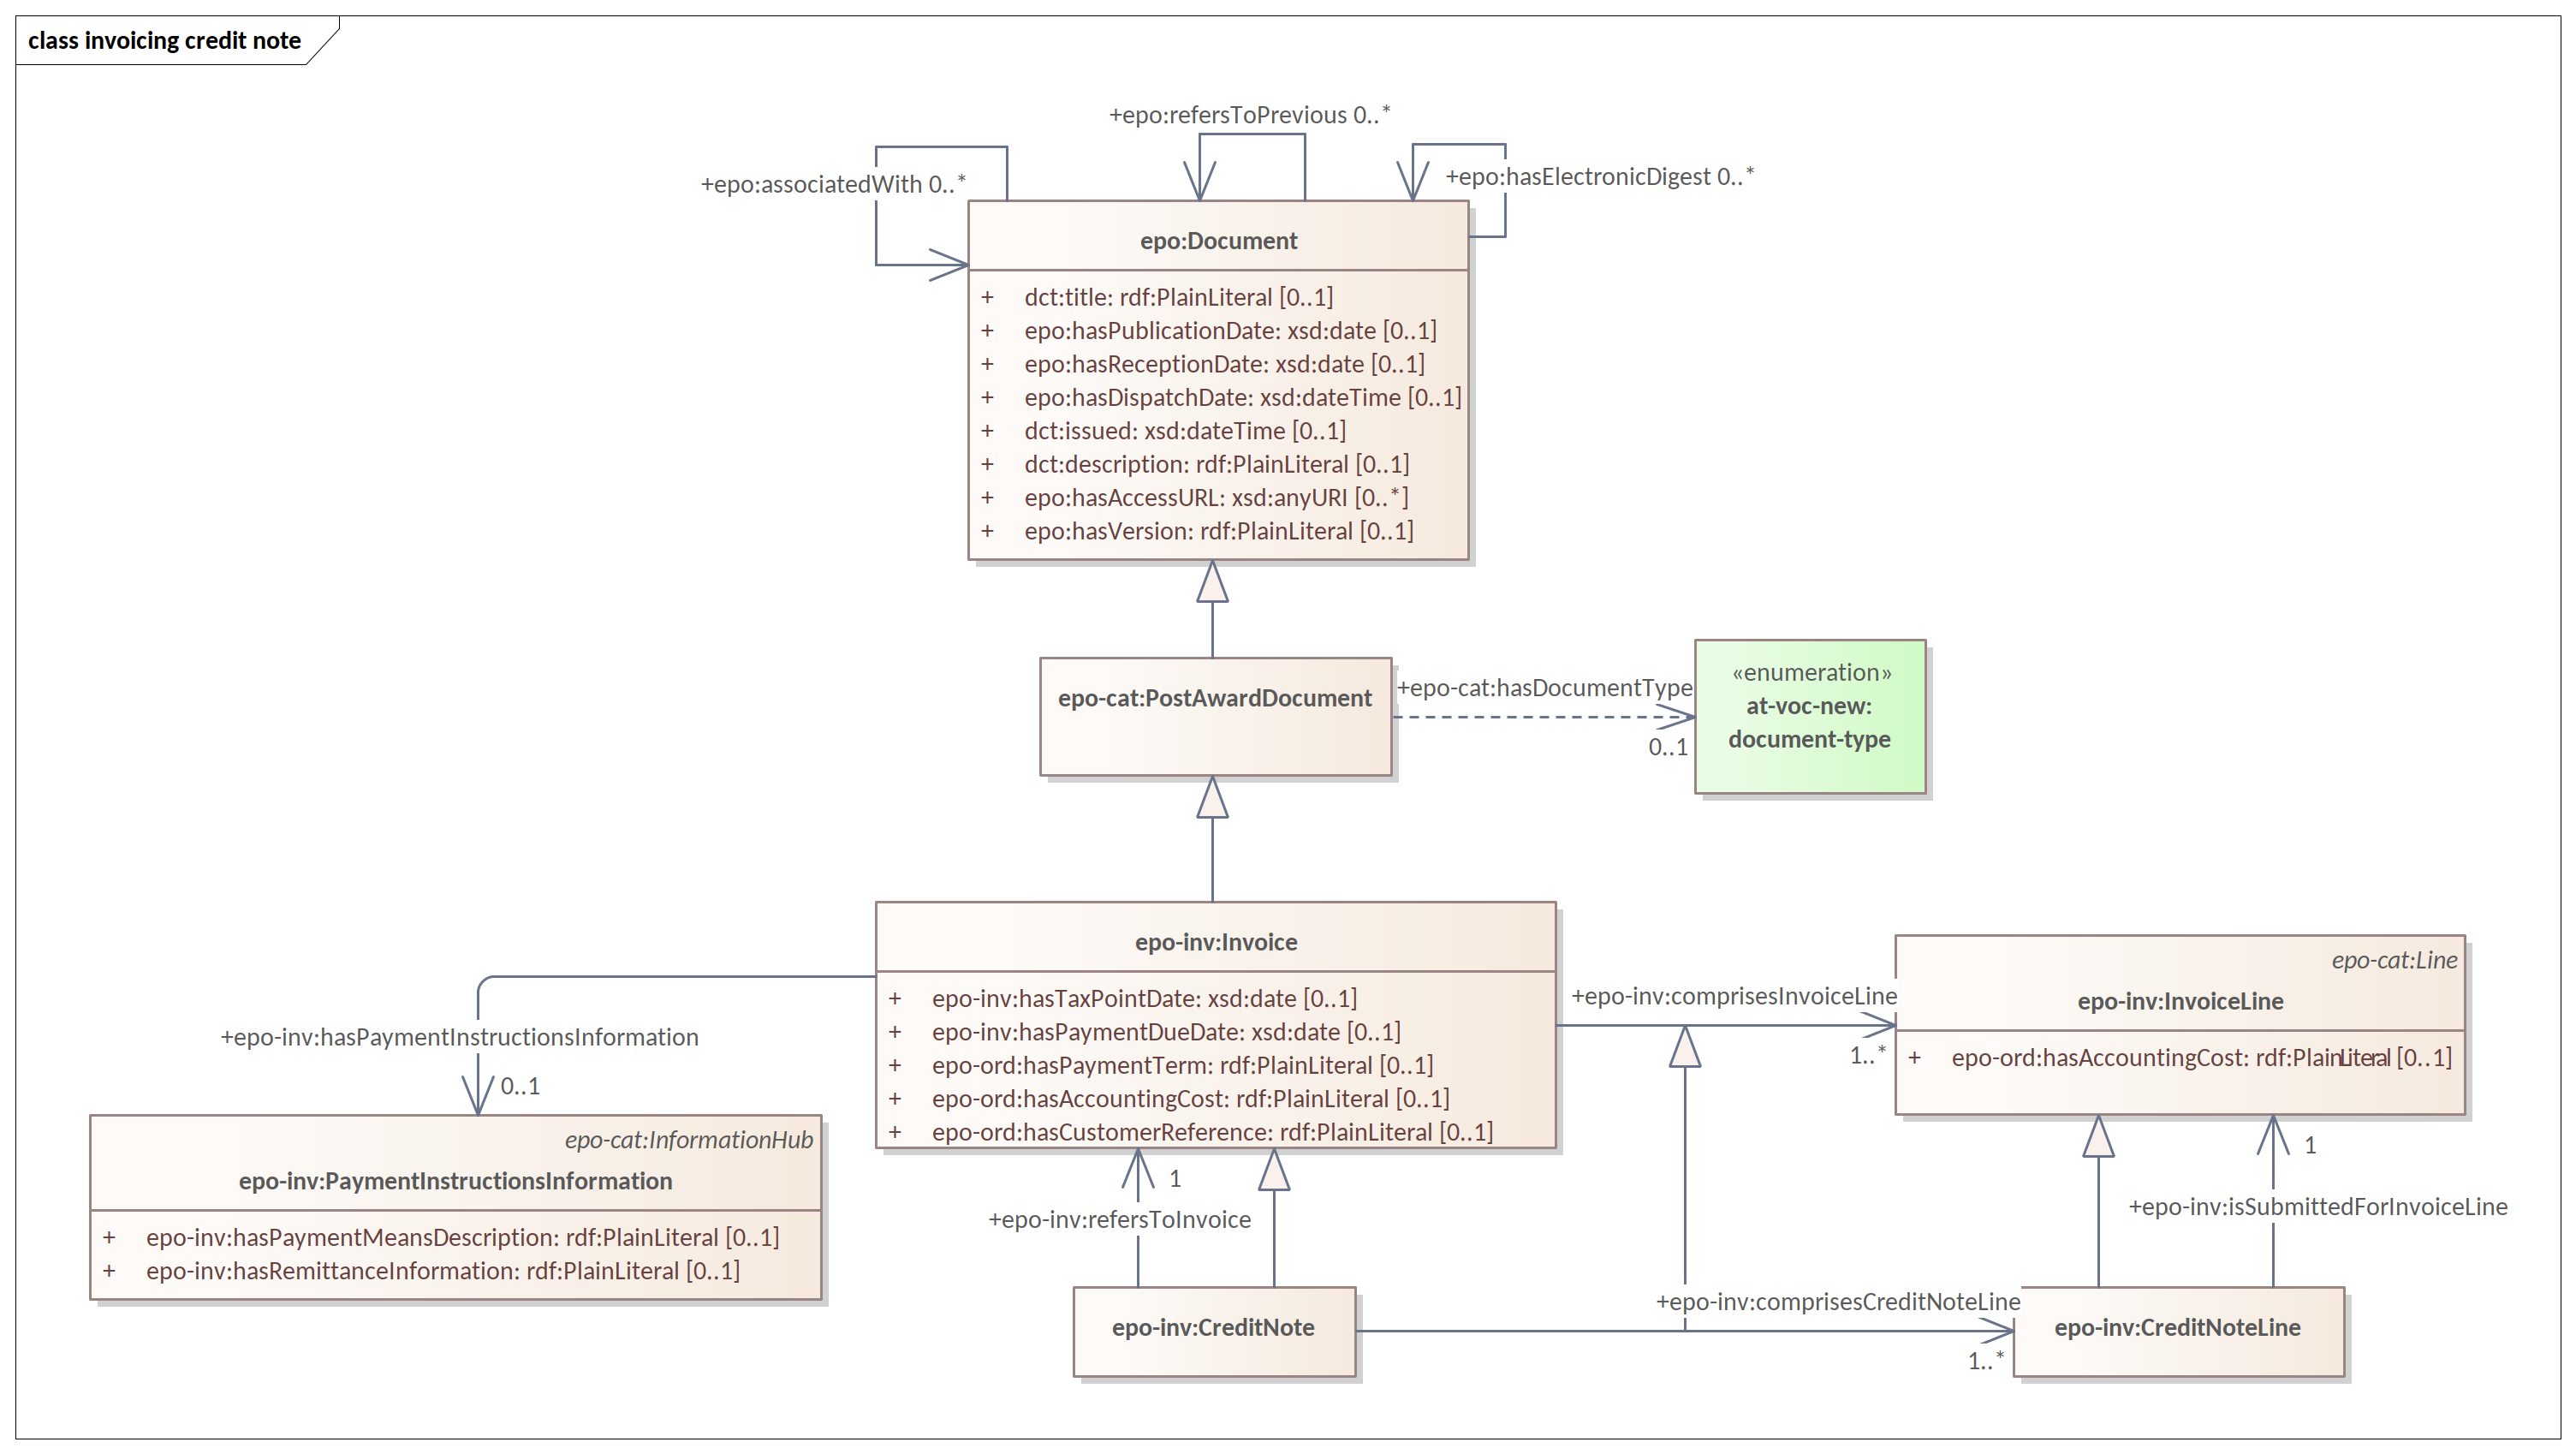 class invoicing credit note
+epo:refersToPrevious 0..*
+epo:associatedWith 0..*
+epo:hasElectronicDigest 0..*
epo:Document
+ dct:title: rdf:PlainLiteral [0..1]
+ epo:hasPublicationDate: xsd:date [0..1]
+ epo:hasReceptionDate: xsd:date [0..1]
+ epo:hasDispatchDate: xsd:dateTime [0..1]
+ dct:issued: xsd:dateTime [0..1]
+ dct:description: rdf:PlainLiteral [0..1]
+ epo:hasAccessURL: xsd:anyURI [0..*]
+ epo:hasVersion: rdf:PlainLiteral [0..1]
epo-cat:PostAwardDocument
+epo-cat:hasDocumentType
0..1
«enumeration»
at-voc-new:
document-type
epo-inv:Invoice
+ epo-inv:hasTaxPointDate: xsd:date [0..1]
+ epo-inv:hasPaymentDueDate: xsd:date [0..1]
+ epo-ord:hasPaymentTerm: rdf:PlainLiteral [0..1]
+ epo-ord:hasAccountingCost: rdf:PlainLiteral [0..1]
+ epo-ord:hasCustomerReference: rdf:PlainLiteral [0..1]
+epo-inv:comprisesInvoiceLine
1..*
epo-cat:Line
epo-inv:InvoiceLine
+ epo-ord:hasAccountingCost: rdf:PlainLiteral [0..1]
+epo-inv:hasPaymentInstructionsInformation
0..1
epo-cat:InformationHub
epo-inv:PaymentInstructionsInformation
+ epo-inv:hasPaymentMeansDescription: rdf:PlainLiteral [0..1]
+ epo-inv:hasRemittanceInformation: rdf:PlainLiteral [0..1]
1
+epo-inv:refersToInvoice
1
+epo-inv:isSubmittedForInvoiceLine
epo-inv:CreditNote
+epo-inv:comprisesCreditNoteLine
1..*
epo-inv:CreditNoteLine